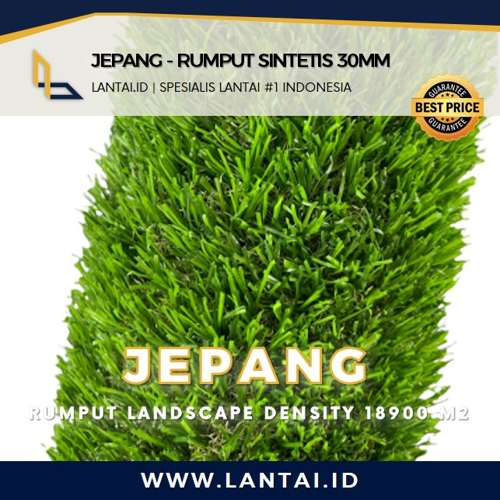 JEPANG - RUMPUT SINTETIS 30MM
LANTAI.ID | SPESIALIS LANTAI #1 INDONESIA
GUARANTEE
BEST PRICE
GUARANTEE
JEPANG
RUMPUT LANDSCAPE DENSITY 18900 M2
WWW.LANTAI.ID